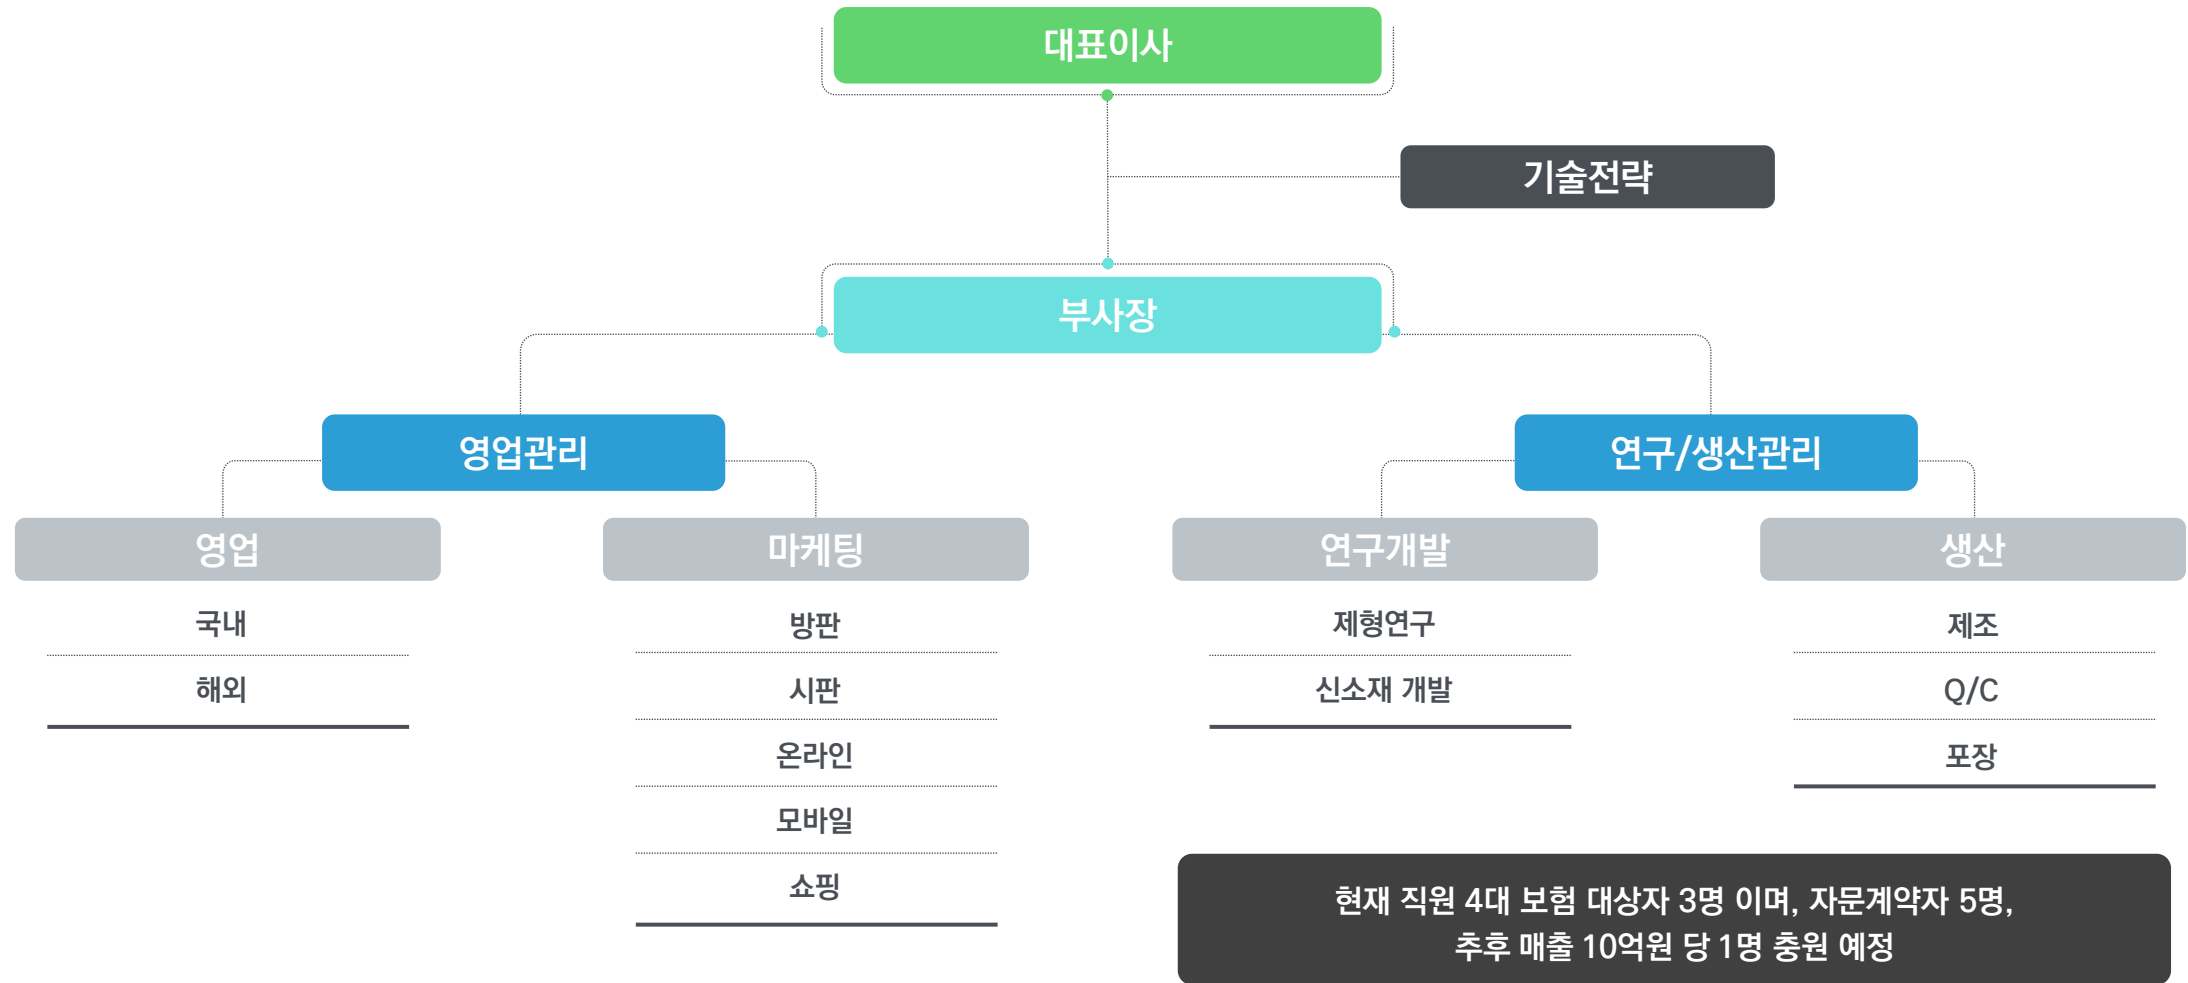 대표이사
기술전략
부사장
영업관리
연구/생산관리
영업
마케팅
연구개발
생산
국내
해외
방판
시판
온라인
모바일
쇼핑
제형연구
신소재 개발
제조
Q/C
포장
현재 직원 4대 보험 대상자 3명 이며, 자문계약자 5명,
추후 매출 10억원 당 1명 충원 예정